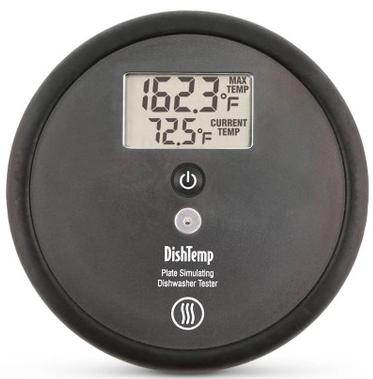 162.3°F MAX TEMP
72.5°F CURRENT TEMP
DishTemp
Plate Simulating
Dishwasher Tester